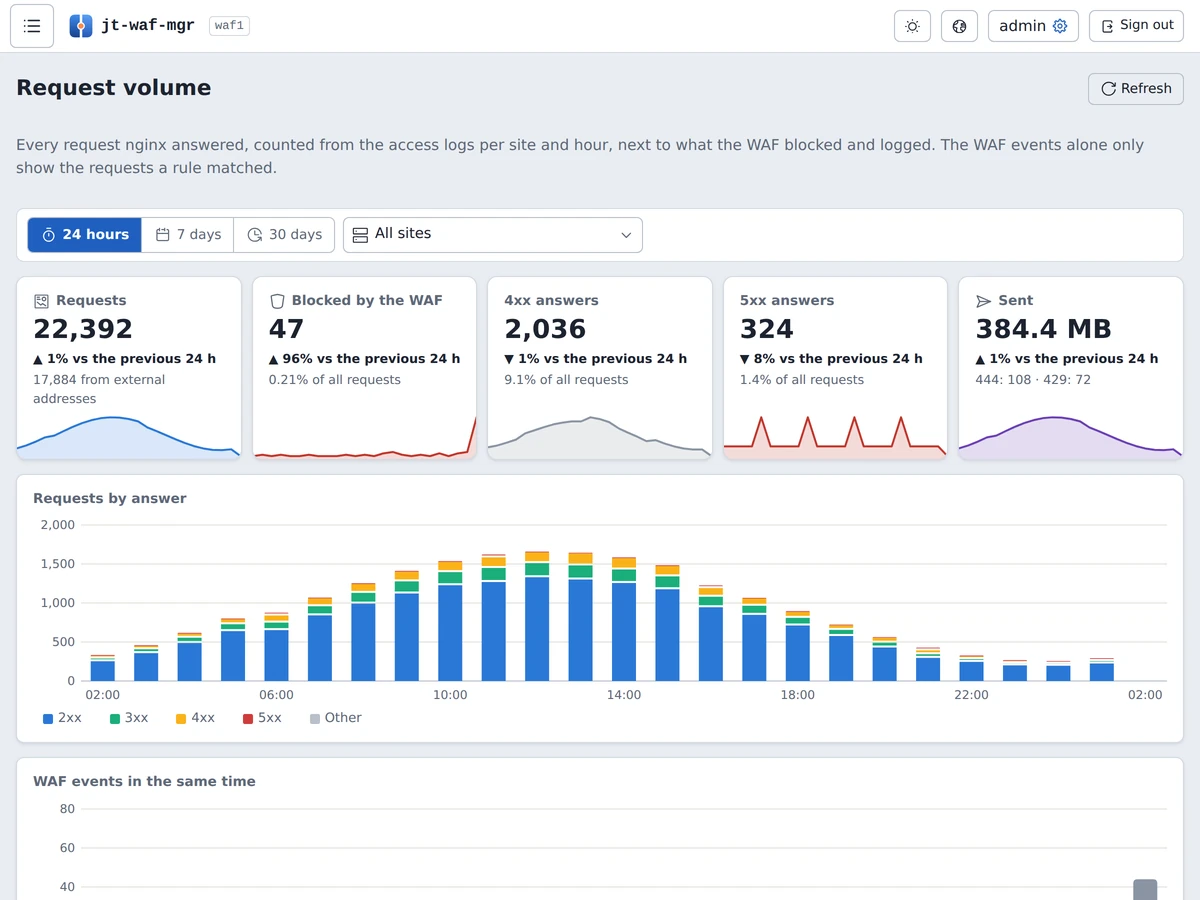 jt-waf-mgr
waf1
admin
Sign out
Request volume
Refresh
Every request nginx answered, counted from the access logs per site and hour, next to what the WAF blocked and logged. The WAF events alone only
show the requests a rule matched.
24 hours
7 days
30 days
All sites
Requests
22,392
▲ 1% vs the previous 24 h
17,884 from external
addresses
Blocked by the WAF
47
▲ 96% vs the previous 24 h
0.21% of all requests
4xx answers
2,036
▼ 1% vs the previous 24 h
9.1% of all requests
5xx answers
324
▼ 8% vs the previous 24 h
1.4% of all requests
Sent
384.4 MB
▲ 1% vs the previous 24 h
444: 108 · 429: 72
Requests by answer
2,000
1,500
1,000
500
0
02:00 06:00 10:00 14:00 18:00 22:00 02:00
2xx 3xx 4xx 5xx Other
WAF events in the same time
80
60
40